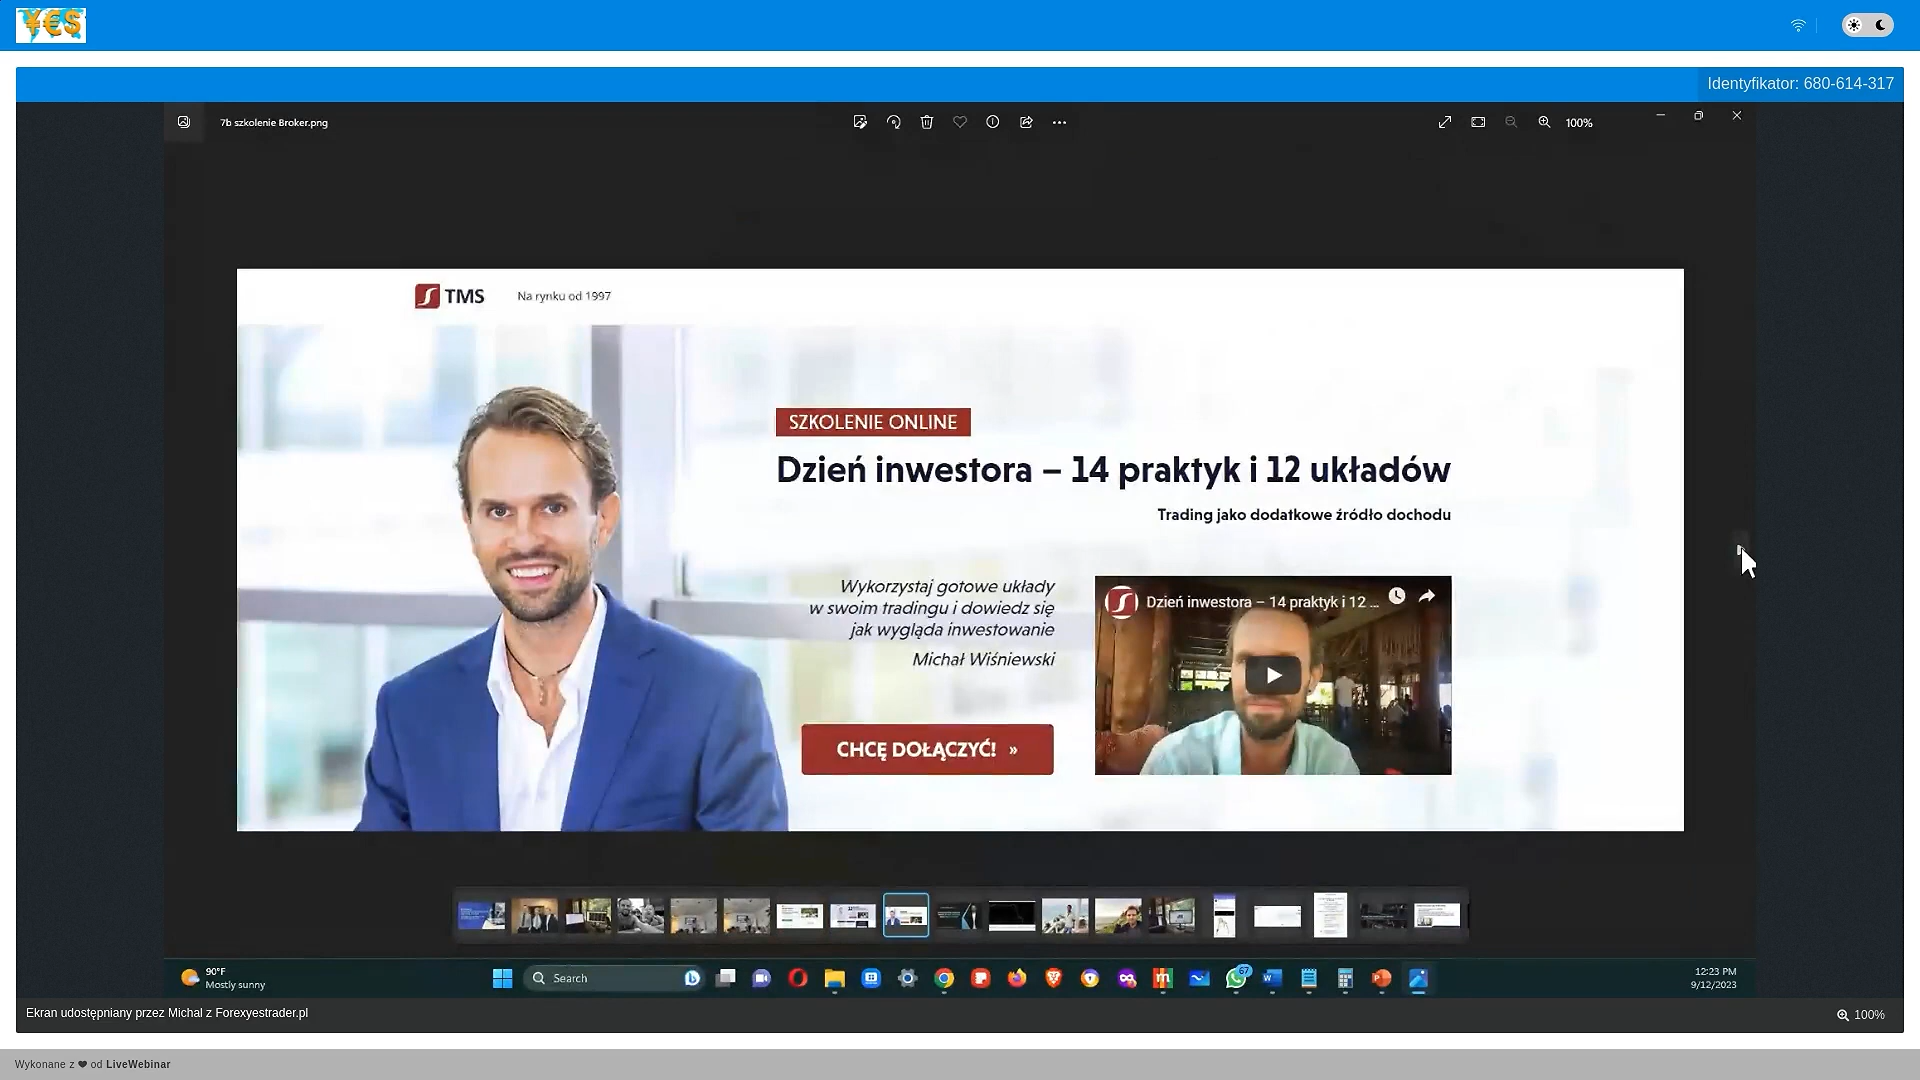 ¥€$
Identyfikator: 680-614-317
7b szkolenie Broker.png
100%
TMS
Na rynku od 1997
SZKOLENIE ONLINE
Dzień inwestora – 14 praktyk i 12 układów
Trading jako dodatkowe źródło dochodu
Wykorzystaj gotowe układy
w swoim tradingu i dowiedz się
jak wygląda inwestowanie
Michał Wiśniewski
Dzień inwestora – 14 praktyk i 12 ...
CHCĘ DOŁĄCZYĆ! »
90°F
Mostly sunny
Search
67
12:23 PM
9/12/2023
Ekran udostępniany przez Michal z Forexyestrader.pl
100%
Wykonane z ❤ od LiveWebinar